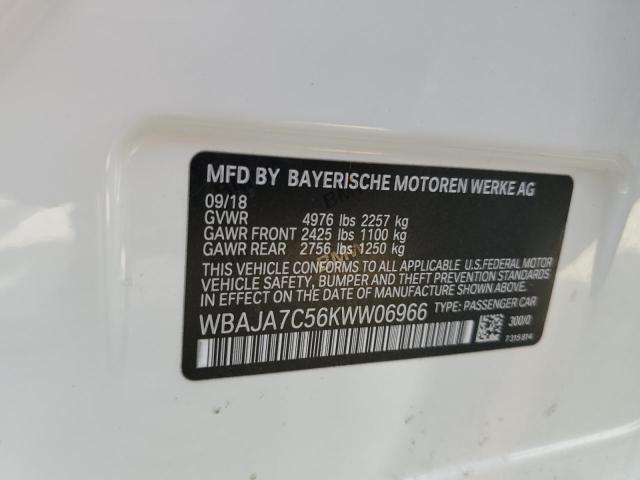 MFD BY BAYERISCHE MOTOREN WERKE AG
09/18
GVWR 4976 lbs 2257 kg
GAWR FRONT 2425 lbs 1100 kg
GAWR REAR 2756 lbs 1250 kg
THIS VEHICLE CONFORMS TO ALL APPLICABLE U.S.FEDERAL MOTOR
VEHICLE SAFETY, BUMPER AND THEFT PREVENTION STANDARDS
IN EFFECT ON THE DATE OF MANUFACTURE SHOWN ABOVE.
WBAJA7C56KWW06966 TYPE: PASSENGER CAR
300/0